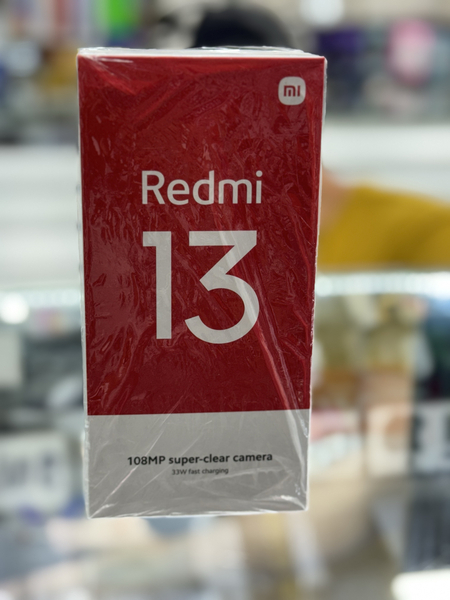 mi
Redmi
13
108MP super-clear camera
33W fast charging